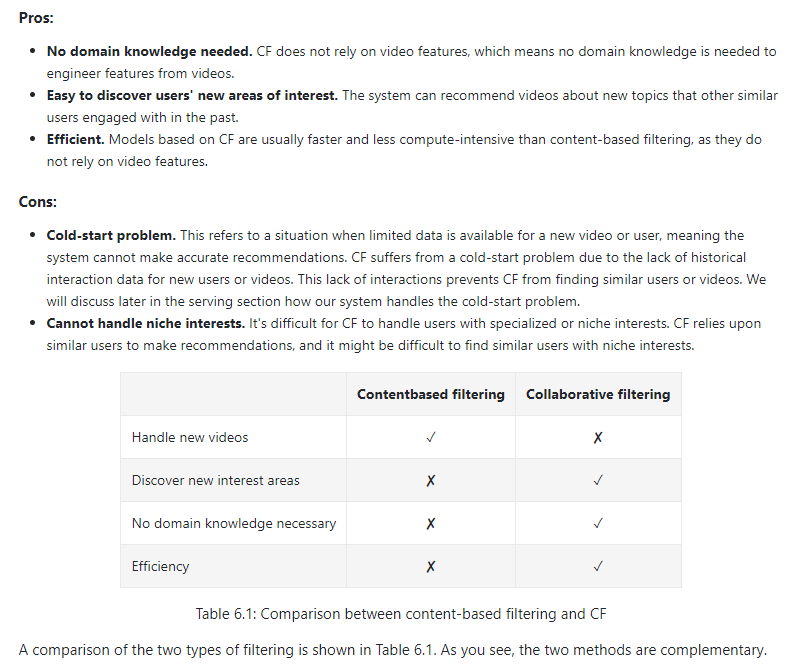 Pros:
• No domain knowledge needed. CF does not rely on video features, which means no domain knowledge is needed to
engineer features from videos.
• Easy to discover users' new areas of interest. The system can recommend videos about new topics that other similar
users engaged with in the past.
• Efficient. Models based on CF are usually faster and less compute-intensive than content-based filtering, as they do
not rely on video features.
Cons:
• Cold-start problem. This refers to a situation when limited data is available for a new video or user, meaning the
system cannot make accurate recommendations. CF suffers from a cold-start problem due to the lack of historical
interaction data for new users or videos. This lack of interactions prevents CF from finding similar users or videos. We
will discuss later in the serving section how our system handles the cold-start problem.
• Cannot handle niche interests. It's difficult for CF to handle users with specialized or niche interests. CF relies upon
similar users to make recommendations, and it might be difficult to find similar users with niche interests.
Contentbased filtering Collaborative filtering
Handle new videos ✓ ✗
Discover new interest areas ✗ ✓
No domain knowledge necessary ✗ ✓
Efficiency ✗ ✓
Table 6.1: Comparison between content-based filtering and CF
A comparison of the two types of filtering is shown in Table 6.1. As you see, the two methods are complementary.